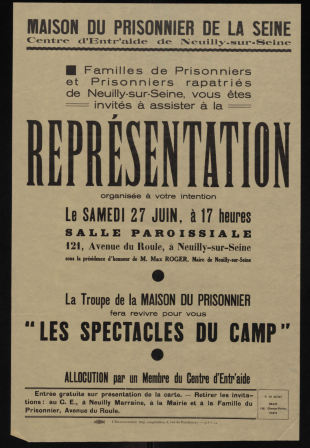 MAISON DU PRISONNIER DE LA SEINE
Centre d'Entr'aide de Neuilly-sur-Seine
Familles de Prisonniers
et Prisonniers rapatriés
de Neuilly-sur-Seine, vous êtes
invités à assister à la
REPRÉSENTATION
organisée à votre intention
Le SAMEDI 27 JUIN, à 17 heures
SALLE PAROISSIALE
121, Avenue du Roule, à Neuilly-sur-Seine
sous la présidence d'honneur de M. Max ROGER, Maire de Neuilly-sur-Seine
La Troupe de la MAISON DU PRISONNIER
fera revivre pour vous
"LES SPECTACLES DU CAMP"
ALLOCUTION par un Membre du Centre d'Entr'aide
Entrée gratuite sur présentation de la carte. — Retirer les invita-
tions : au C. E., à Neuilly Marraine, à la Mairie et à la Famille du
Prisonnier, Avenue du Roule.